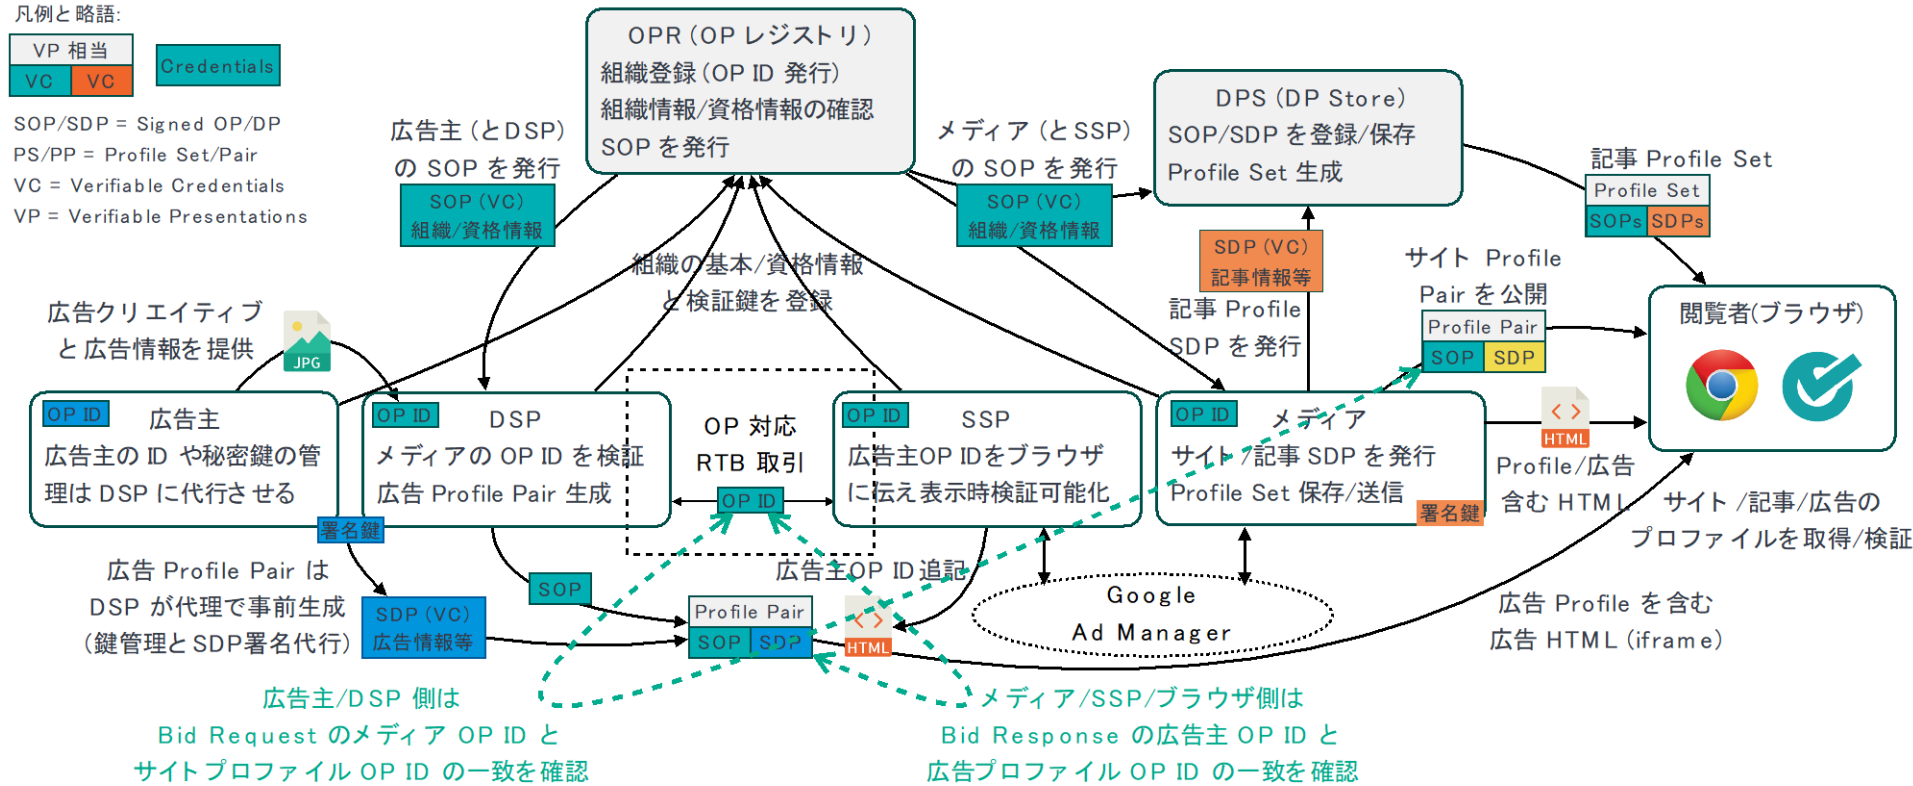 凡例と略語:
VP 相当
VC VC
Credentials
SOP/SDP = Signed OP/DP
PS/PP = Profile Set/Pair
VC = Verifiable Credentials
VP = Verifiable Presentations
OPR (OP レジストリ)
組織登録 (OP ID 発行)
組織情報/資格情報の確認
SOP を発行
広告主 (とDSP)
の SOP を発行
SOP (VC)
組織/資格情報
メディア (とSSP)
の SOP を発行
SOP (VC)
組織/資格情報
DPS (DP Store)
SOP/SDP を登録/保存
Profile Set 生成
記事 Profile Set
Profile Set
SOPs SDPs
SDP (VC)
記事情報等
記事 Profile
SDP を発行
サイト Profile
Pair を公開
Profile Pair
SOP SDP
閲覧者(ブラウザ)
組織の基本/資格情報
と検証鍵を登録
広告クリエイティブ
と広告情報を提供
JPG
OP ID
広告主
広告主の ID や秘密鍵の管
理は DSP に代行させる
署名鍵
OP ID
DSP
メディアの OP ID を検証
広告 Profile Pair 生成
OP 対応
RTB 取引
OP ID
OP ID
SSP
広告主OP IDをブラウザ
に伝え表示時検証可能化
OP ID
メディア
サイト/記事 SDP を発行
Profile Set 保存/送信
署名鍵
HTML
Profile/広告
含む HTML
サイト/記事/広告の
プロファイルを取得/検証
広告 Profile Pair は
DSP が代理で事前生成
(鍵管理とSDP署名代行)
SDP (VC)
広告情報等
SOP
Profile Pair
SOP SDP
広告主OP ID追記
HTML
Google
Ad Manager
広告 Profile を含む
広告 HTML (iframe)
広告主/DSP 側は
Bid Request のメディア OP ID と
サイトプロファイル OP ID の一致を確認
メディア/SSP/ブラウザ側は
Bid Response の広告主 OP ID と
広告プロファイル OP ID の一致を確認